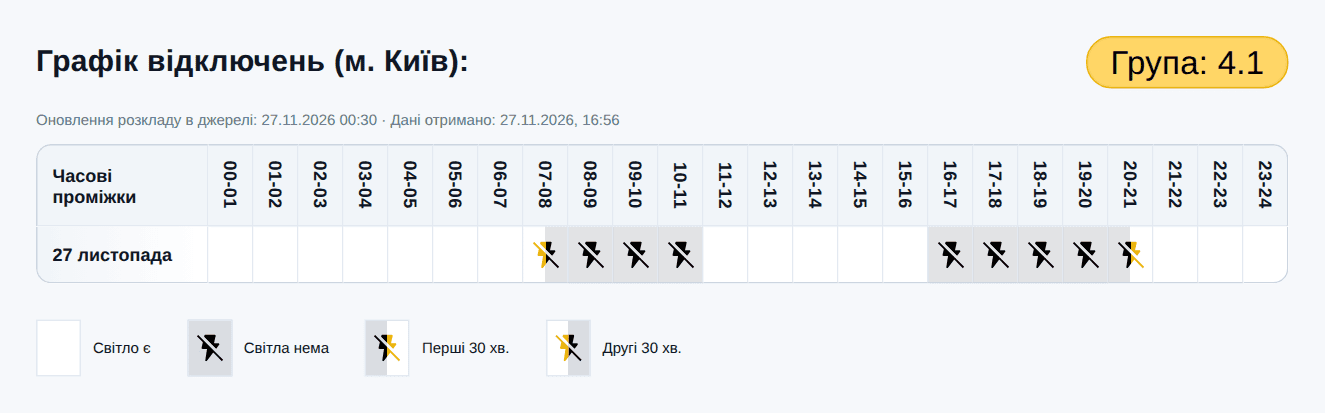 Графік відключень (м. Київ):
Група: 4.1
Оновлення розкладу в джерелі: 27.11.2026 00:30 · Дані отримано: 27.11.2026, 16:56
Часові
проміжки
00-01
01-02
02-03
03-04
04-05
05-06
06-07
07-08
08-09
09-10
10-11
11-12
12-13
13-14
14-15
15-16
16-17
17-18
18-19
19-20
20-21
21-22
22-23
23-24
27 листопада
Світло є
Світла нема
Перші 30 хв.
Другі 30 хв.